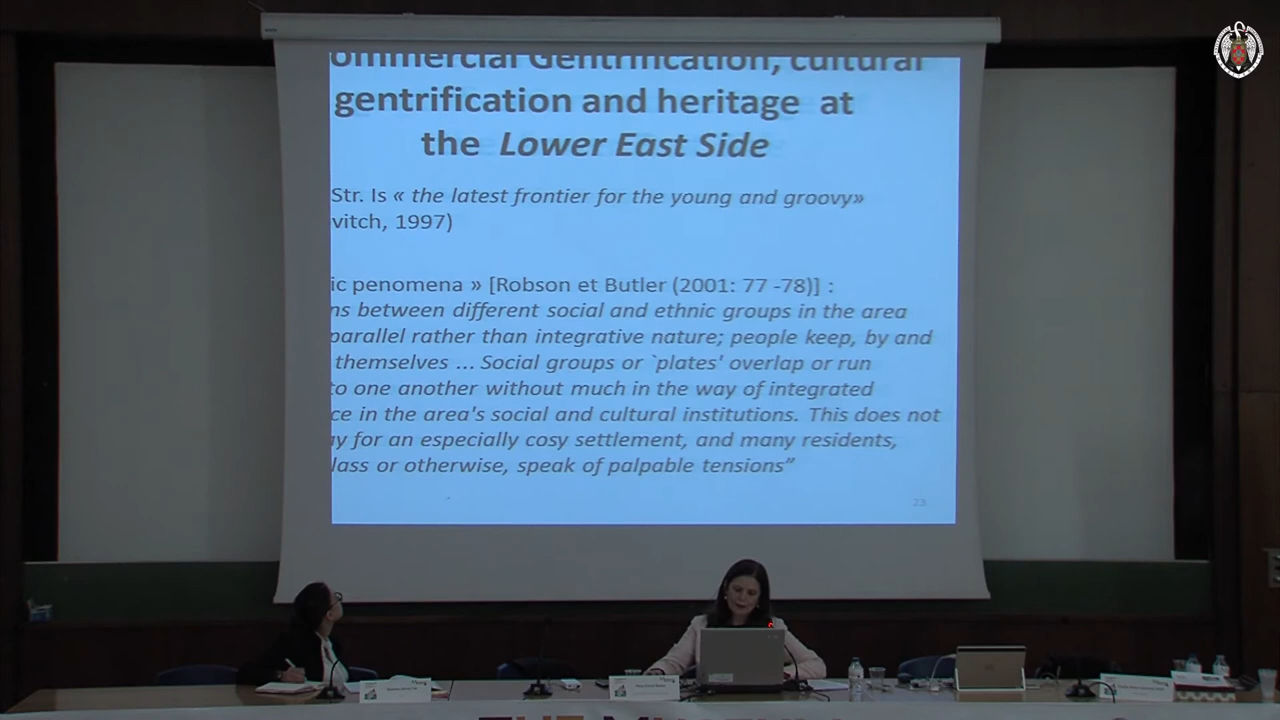 ommercial Gentrification, cultural
gentrification and heritage at
the Lower East Side
Str. Is « the latest frontier for the young and groovy»
vitch, 1997)
ic penomena » [Robson et Butler (2001: 77 -78)] :
ns between different social and ethnic groups in the area
parallel rather than integrative nature; people keep, by and
themselves ... Social groups or `plates' overlap or run
to one another without much in the way of integrated
ce in the area's social and cultural institutions. This does not
ay for an especially cosy settlement, and many residents,
lass or otherwise, speak of palpable tensions”
23